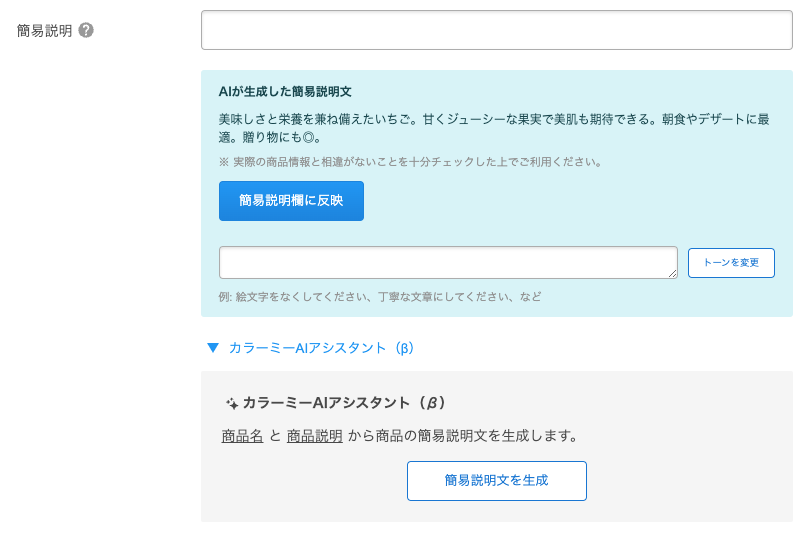 簡易説明 ?
AIが生成した簡易説明文
美味しさと栄養を兼ね備えたいちご。甘くジューシーな果実で美肌も期待できる。朝食やデザートに最
適。贈り物にも◎。
※ 実際の商品情報と相違がないことを十分チェックした上でご利用ください。
簡易説明欄に反映
トーンを変更
例: 絵文字をなくしてください、丁寧な文章にしてください、など
▼ カラーミーAIアシスタント（β）
カラーミーAIアシスタント（β）
商品名 と 商品説明 から商品の簡易説明文を生成します。
簡易説明文を生成